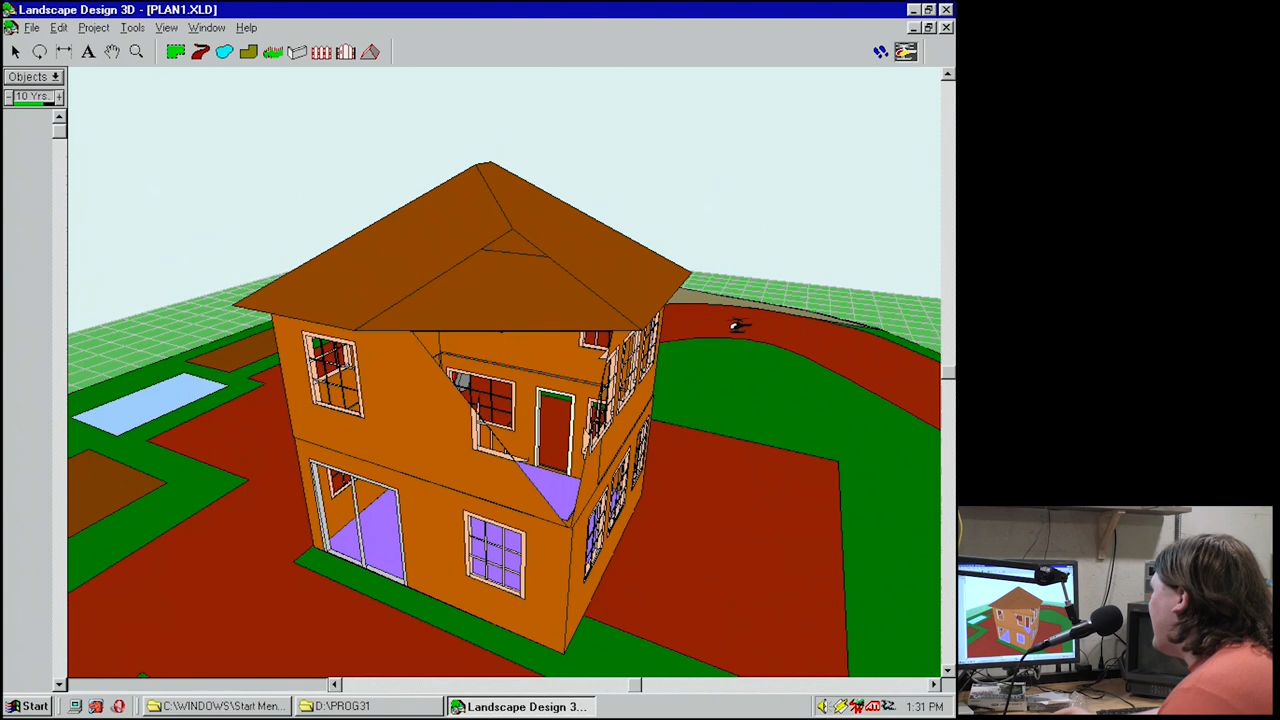 Landscape Design 3D - [PLAN1.XLD]
File Edit Project Tools View Window Help
A
Objects
- 10 Yrs. +
Start
C:\WINDOWS\Start Men...
D:\PROG31
Landscape Design 3...
1:31 PM